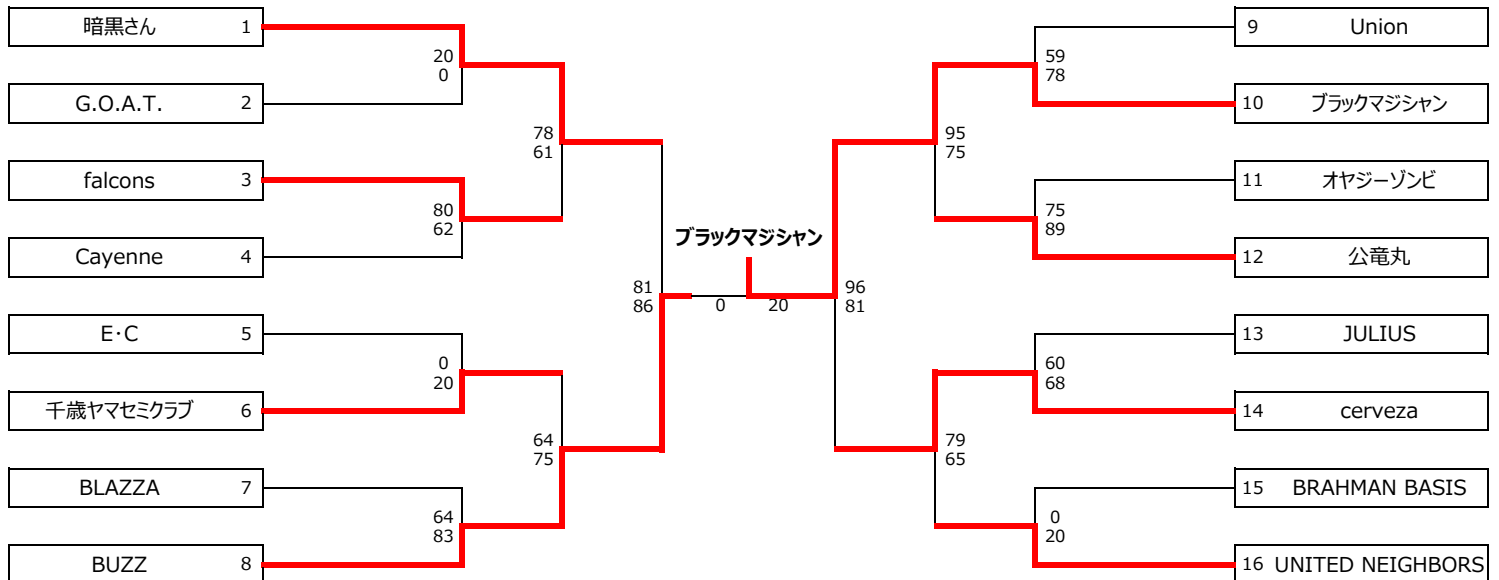 暗黒さん 1
20
0
G.O.A.T. 2
78
61
falcons 3
80
62
Cayenne 4
81
86
E・C 5
0
20
千歳ヤマセミクラブ 6
64
75
BLAZZA 7
64
83
BUZZ 8
ブラックマジシャン
0 20
9 Union
59
78
10 ブラックマジシャン
95
75
11 オヤジーゾンビ
75
89
12 公竜丸
96
81
13 JULIUS
60
68
14 cerveza
79
65
15 BRAHMAN BASIS
0
20
16 UNITED NEIGHBORS